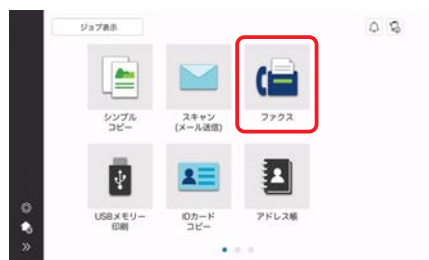 ジョブ表示
シンプル
コピー
スキャン
(メール送信)
ファクス
USBメモリー
印刷
IDカード
コピー
アドレス帳